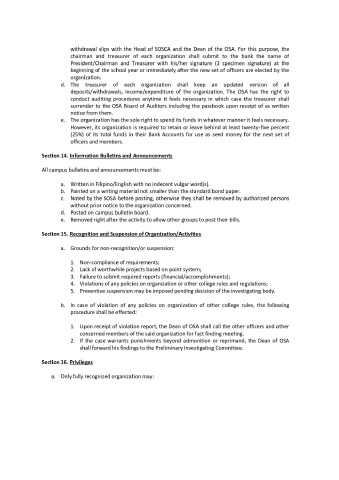 withdrawal slips with the Head of SOSCA and the Dean of the OSA. For this purpose, the
chairman and treasurer of each organization shall submit to the bank the name of
President/Chairman and Treasurer with his/her signature (3 specimen signature) at the
beginning of the school year or immediately after the new set of officers are elected by the
organization.
d. The treasurer of each organization shall keep an updated version of all
deposits/withdrawals, income/expenditure of the organization. The OSA has the right to
conduct auditing procedures anytime it feels necessary in which case the treasurer shall
surrender to the OSA Board of Auditors including the passbook upon receipt of as written
notice from them.
e. The organization has the sole right to spend its funds in whatever manner it feels necessary.
However, its organization is required to retain or leave behind at least twenty-five percent
(25%) of its total funds in their Bank Accounts for use as seed money for the next set of
officers and members.
Section 14. Information Bulletins and Announcements
All campus bulletin and announcements must be:
a. Written in Filipino/English with no indecent vulgar word(s).
b. Painted on a writing material not smaller than the standard bond paper.
c. Noted by the SOSA before posting, otherwise they shall be removed by authorized persons
without prior notice to the organization concerned.
d. Posted on campus bulletin board.
e. Removed right after the activity to allow other groups to post their bills.
Section 15. Recognition and Suspension of Organization/Activities
a. Grounds for non-recognition/or suspension:
1. Non-compliance of requirements;
2. Lack of worthwhile projects based on point system;
3. Failure to submit required reports (financial/accomplishments);
4. Violations of any policies on organization or other college rules and regulations;
5. Preventive suspension may be imposed pending decision of the investigating body.
b. In case of violation of any policies on organization of other college rules, the following
procedure shall be effected:
1. Upon receipt of violation report, the Dean of OSA shall call the other officers and other
concerned members of the said organization for fact finding meeting.
2. If the case warrants punishments beyond admonition or reprimand, the Dean of OSA
shall forward his findings to the Preliminary Investigating Committee.
Section 16. Privileges
a. Only fully recognized organization may: